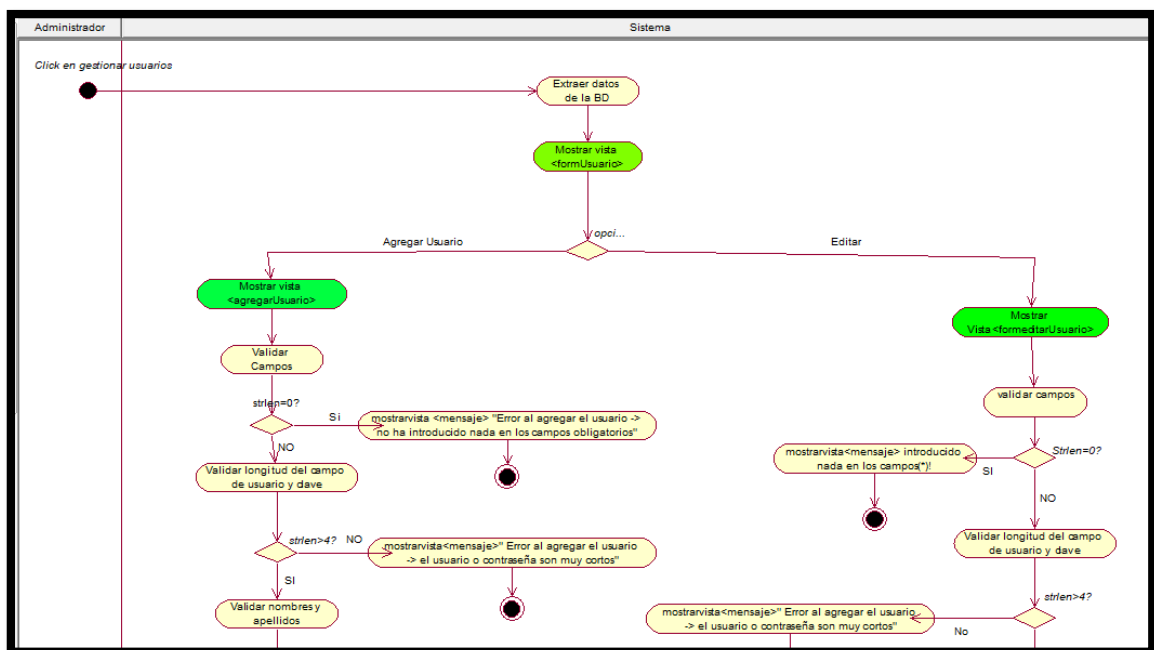 Administrador
Sistema
Click en gestionar usuarios
Extraer datos
de la BD
Mostrar vista
<formUsuario>
opci...
Agregar Usuario
Editar
Mostrar vista
<agregarUsuario>
Mostrar
Vista<formeditarUsuario>
Validar
Campos
validar campos
strlen=0?
Si
mostrarvista <mensaje> "Error al agregar el usuario ->
no ha introducido nada en los campos obligatorios"
NO
Strlen=0?
SI
mostrarvista<mensaje> introducido
nada en los campos(*)!
NO
Validar longitud del campo
de usuario y clave
Validar longitud del campo
de usuario y clave
strlen>4?
NO
mostrarvista<mensaje>" Error al agregar el usuario
-> el usuario o contraseña son muy cortos"
SI
Validar nombres y
apellidos
strlen>4?
No
mostrarvista<mensaje>" Error al agregar el usuario
-> el usuario o contraseña son muy cortos"